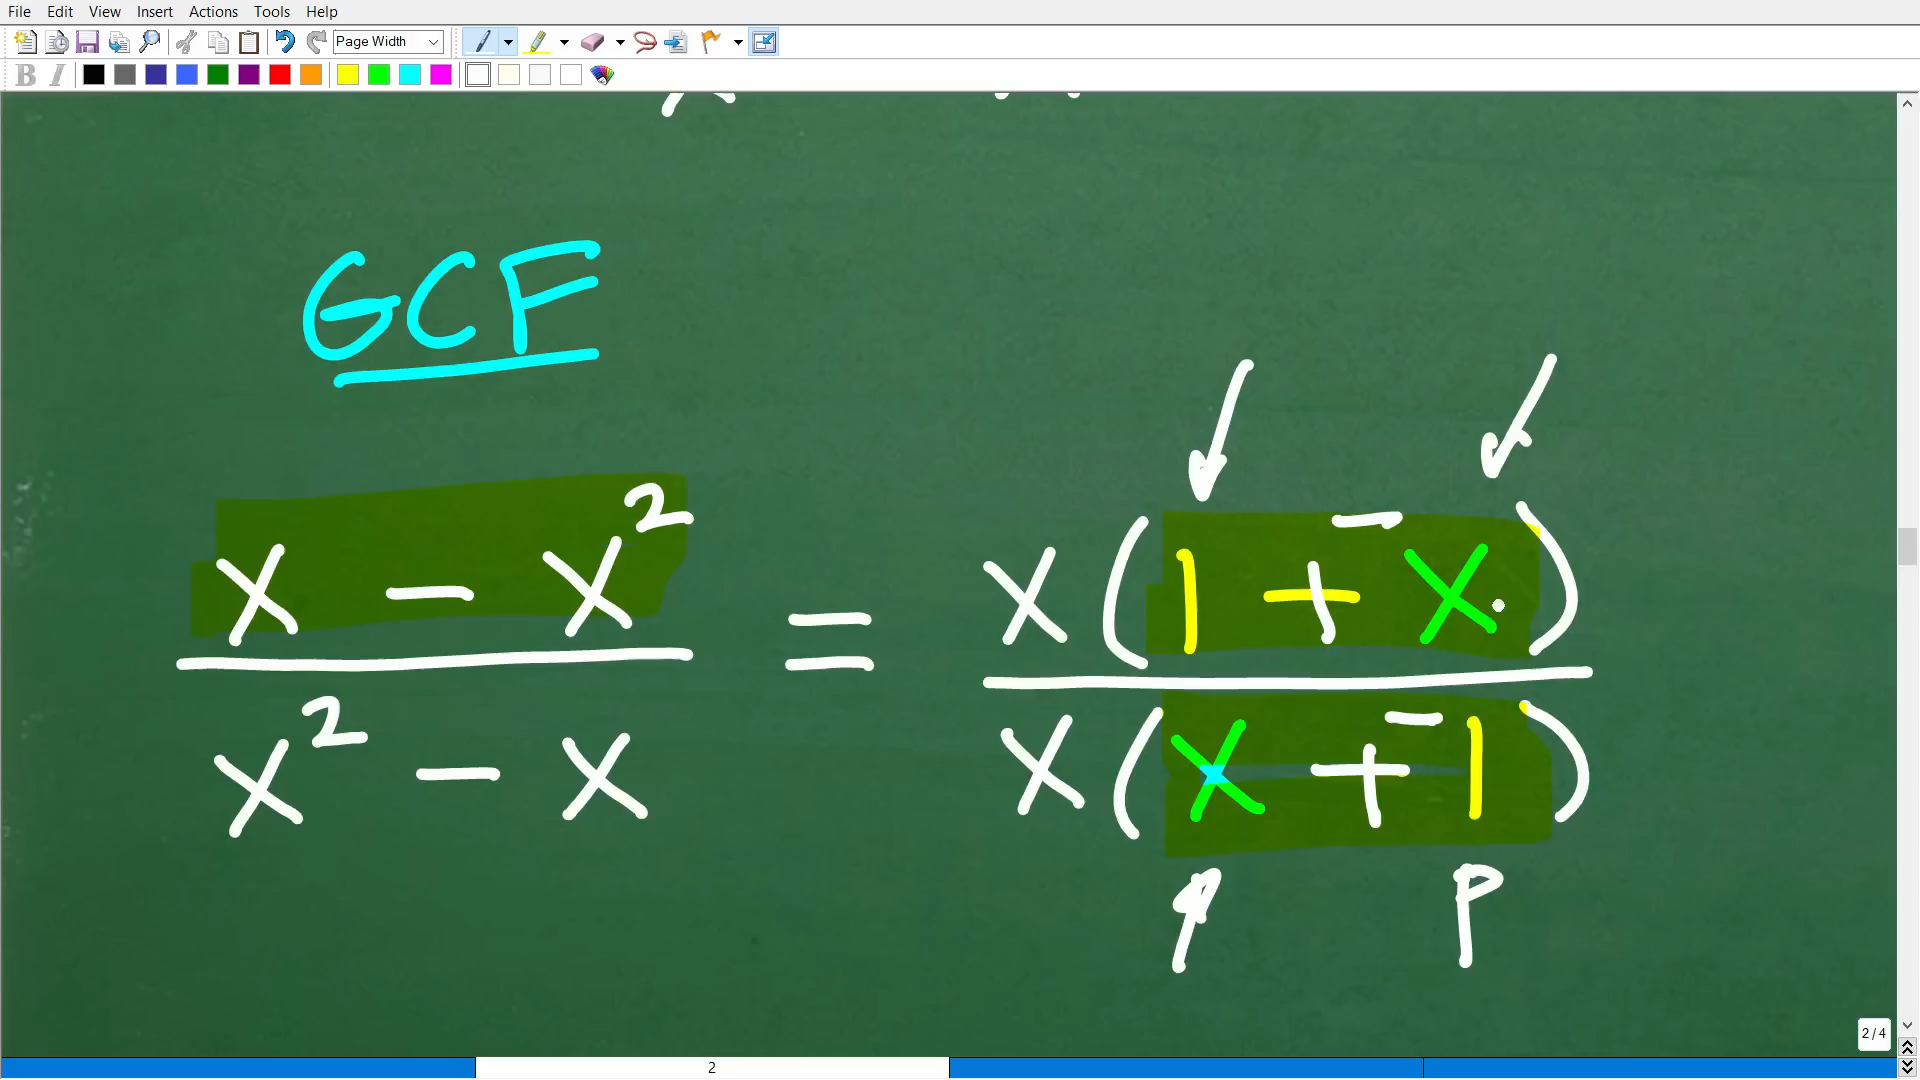 File Edit View Insert Actions Tools Help
Page Width
B I
GCF
x - x² = x(1 + x)
x² - x x(x + 1)
2/4
2